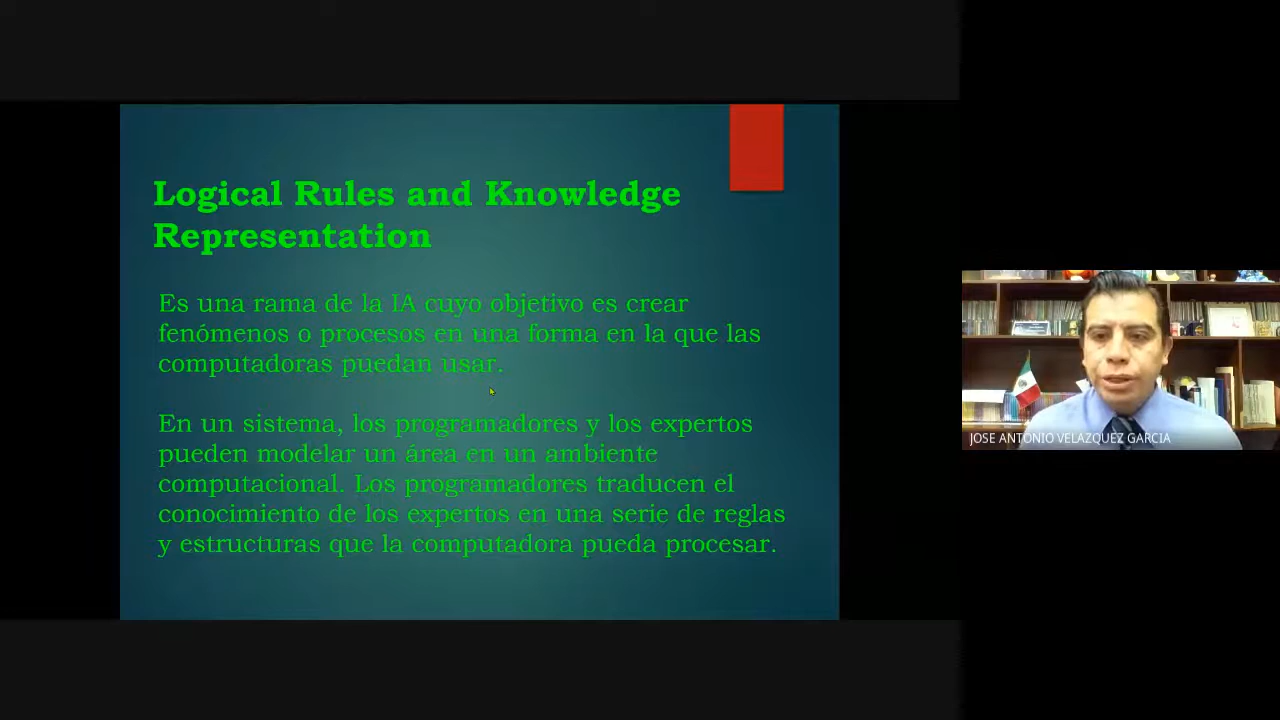 Logical Rules and Knowledge
Representation
Es una rama de la IA cuyo objetivo es crear
fenómenos o procesos en una forma en la que las
computadoras puedan usar.
En un sistema, los programadores y los expertos
pueden modelar un área en un ambiente
computacional. Los programadores traducen el
conocimiento de los expertos en una serie de reglas
y estructuras que la computadora pueda procesar.
JOSE ANTONIO VELAZQUEZ GARCIA